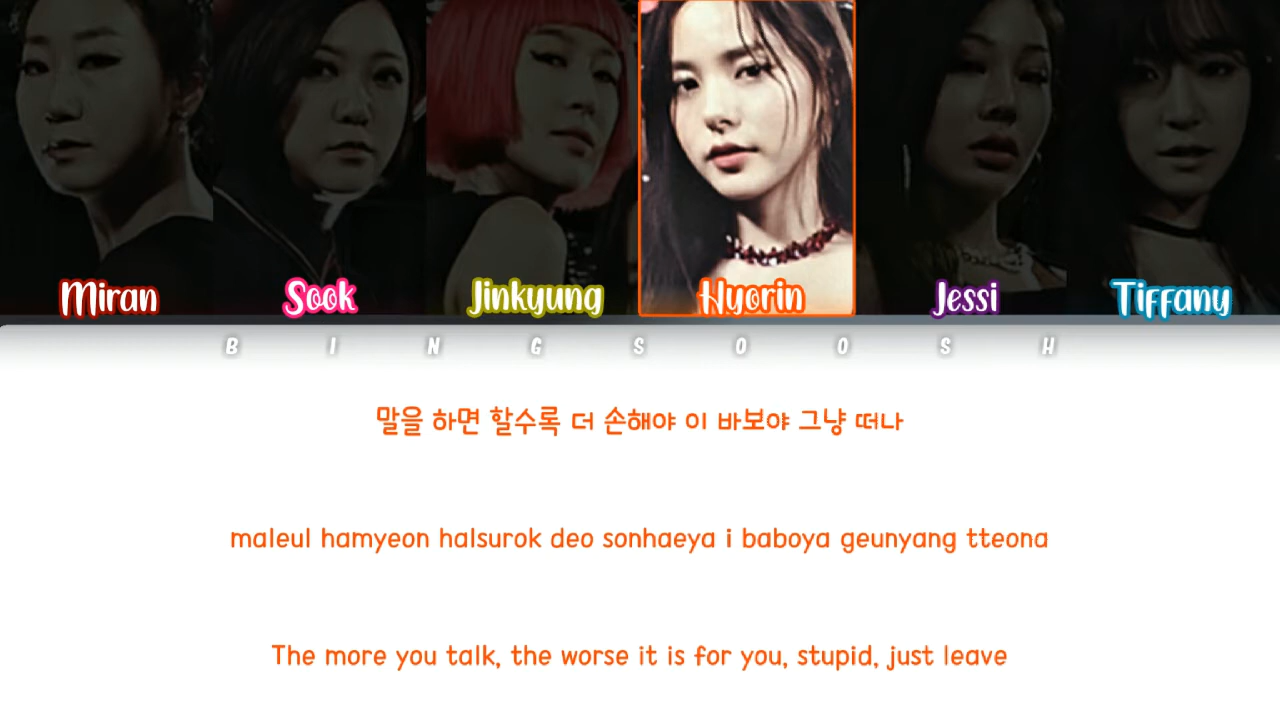 Miran Sook Jinkyung Hyorin Jessi Tiffany
B I N G S O O S H
말을 하면 할수록 더 손해야 이 바보야 그냥 떠나
maleul hamyeon halsurok deo sonhaeya i baboya geunyang tteona
The more you talk, the worse it is for you, stupid, just leave